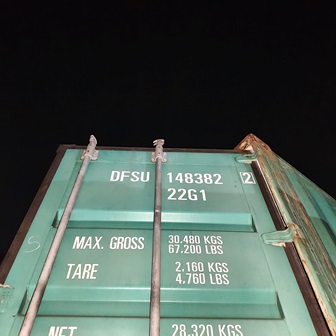 DFSU 148382 2
22G1
MAX. GROSS 30.480 KGS
67.200 LBS
TARE 2.160 KGS
4.760 LBS
NET 28.320 KGS